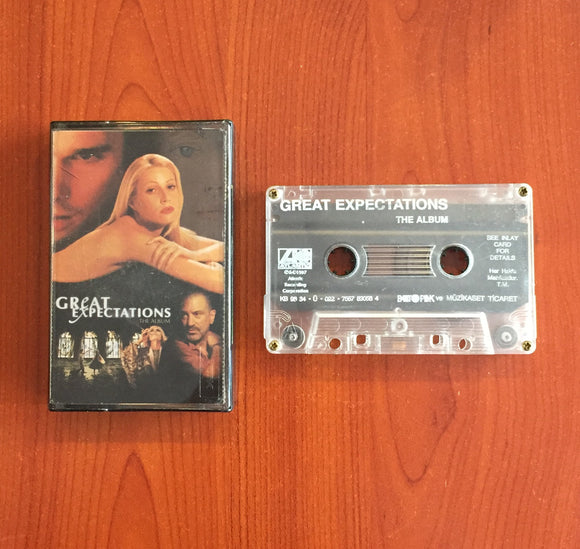 GREAT
EXPECTATIONS
THE ALBUM
GREAT EXPECTATIONS
THE ALBUM
ATLANTIC
℗&©1997
Atlantic
Recording
Corporation
SEE INLAY
CARD
FOR
DETAILS
Her Hakkı
Mahfuzdur.
T.M.
MÜZİKASET TİCARET